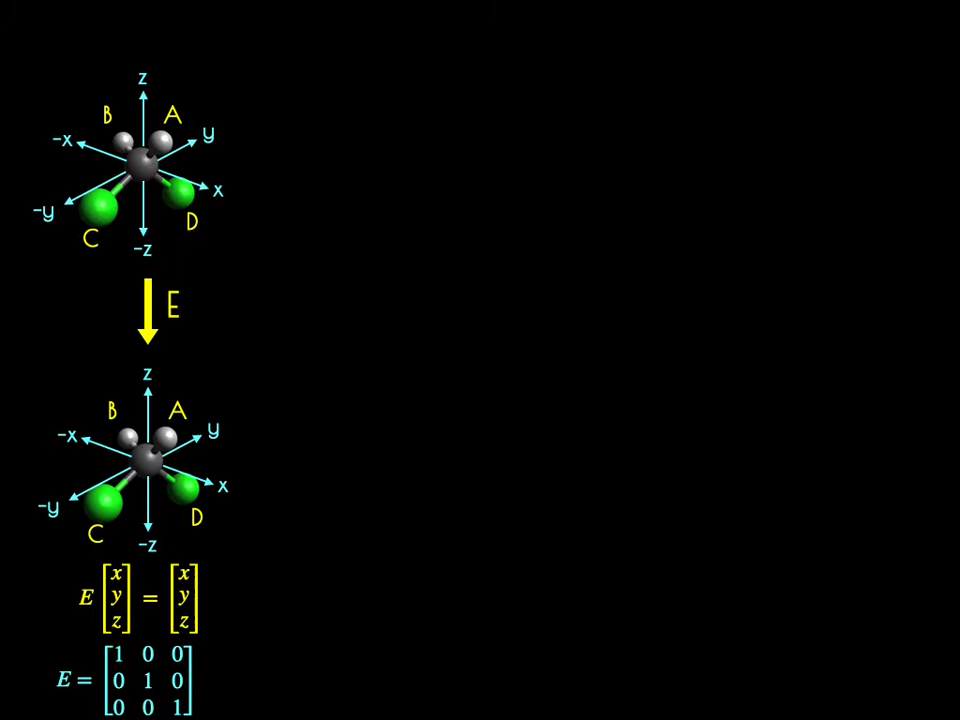 z
B A
-x y
-y x
C D
-z
E
z
B A
-x y
-y x
C D
-z
E [x y z] = [x y z]
E = [1 0 0
0 1 0
0 0 1]